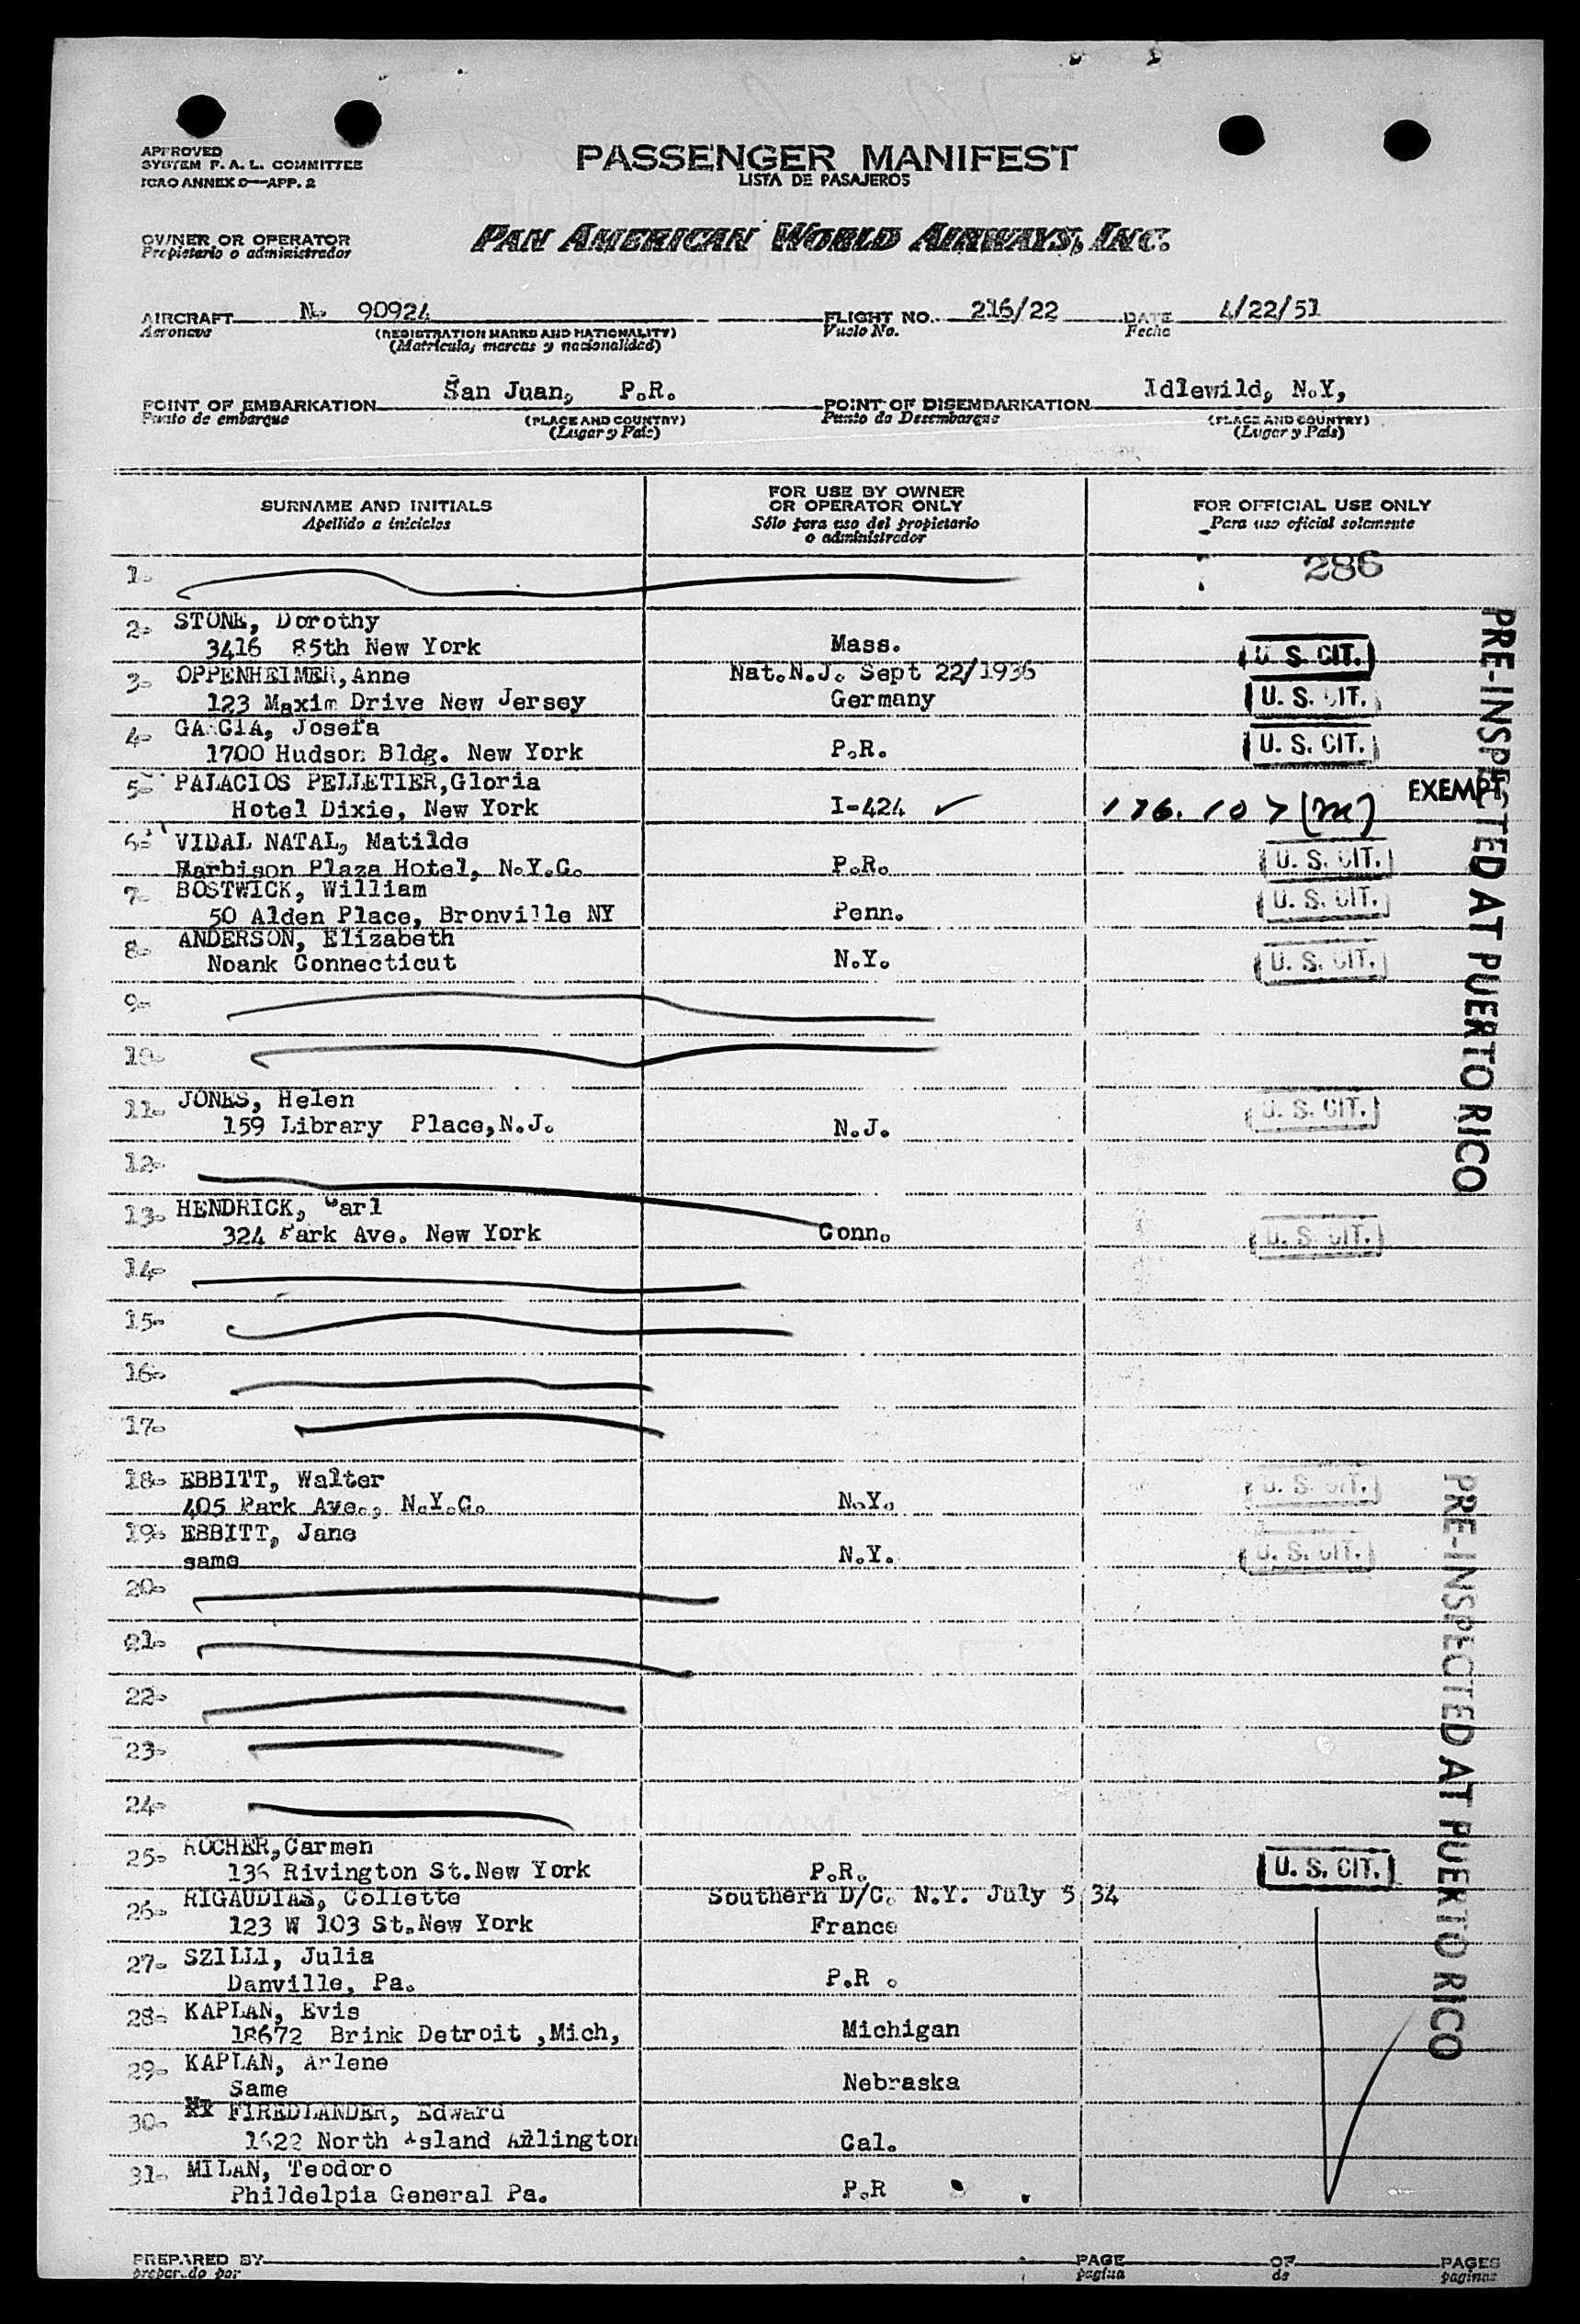 APPROVED
SYSTEM F. A. L. COMMITTEE
ICAO ANNEX 9—APP. 2
PASSENGER MANIFEST
LISTA DE PASAJEROS
OWNER OR OPERATOR
Propietario o administrador
PAN AMERICAN WORLD AIRWAYS, INC.
AIRCRAFT N. 90924 FLIGHT NO. 216/22 DATE 4/22/51
Aeronave (REGISTRATION MARKS AND NATIONALITY) Vuelo No. Fecha
(Matricula, marcas y nacionalidad)
POINT OF EMBARKATION San Juan, P.R. POINT OF DISEMBARKATION Idlewild, N.Y,
Punto de embarque (PLACE AND COUNTRY) Punto de Desembarque (PLACE AND COUNTRY)
(Lugar y País) (Lugar y País)
SURNAME AND INITIALS FOR USE BY OWNER OR OPERATOR ONLY FOR OFFICIAL USE ONLY
Apellido a iniciales Sólo para uso del propietario o administrador Para uso oficial solamente
1. 286
2. STONE, Dorothy
3416 85th New York Mass. U. S. CIT.
3. OPPENHEIMER,Anne Nat.N.J. Sept 22/1936
123 Maxim Drive New Jersey Germany U. S. CIT.
4. GARCIA, Josefa
1700 Hudson Bldg. New York P.R. U. S. CIT.
5. PALACIOS PELLETIER,Gloria EXEMPT
Hotel Dixie, New York I-424 ✓ 176.107(m)
6. VIDAL NATAL, Matilde
Barbison Plaza Hotel, N.Y.C. P.R. U. S. CIT.
7. BOSTWICK, William
50 Alden Place, Bronville NY Penn. U. S. CIT.
8. ANDERSON, Elizabeth
Noank Connecticut N.Y. U. S. CIT.
9.
10.
11. JONES, Helen
159 Library Place,N.J. N.J. U. S. CIT.
12.
13. HENDRICK, Carl
324 Park Ave. New York Conn. U. S. CIT.
14.
15.
16.
17.
18. EBBITT, Walter
405 Park Ave., N.Y.C. N.Y. U. S. CIT.
19. EBBITT, Jane
same N.Y. U. S. CIT.
20.
21.
22.
23.
24.
25. ROCHER,Carmen
136 Rivington St.New York P.R. U. S. CIT.
26. RIGAUDIAS, Collette Southern D/C. N.Y. July 5 34
123 W 103 St.New York France
27. SZILLI, Julia
Danville, Pa. P.R .
28. KAPLAN, Evis
18672 Brink Detroit ,Mich, Michigan
29. KAPLAN, Arlene
Same Nebraska
30. XX FIREDLANDER, Edward
North Island Cal.
31. MILAN, Teodoro
Phildelpia General Pa. P.R
PRE-INSPECTED AT PUERTO RICO
PRE-INSPECTED AT PUERTO RICO
PREPARED BY PAGE OF PAGES
preparado por pagina de paginas